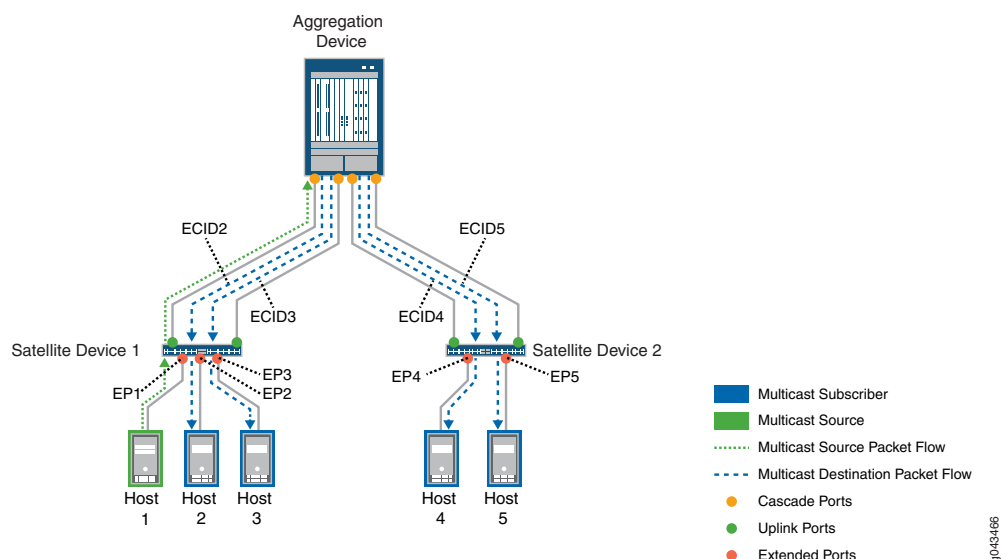 Aggregation
Device
ECID2
ECID5
ECID3
ECID4
Satellite Device 1
Satellite Device 2
EP1
EP3
EP2
EP4
EP5
Host
1
Host
2
Host
3
Host
4
Host
5
Multicast Subscriber
Multicast Source
Multicast Source Packet Flow
Multicast Destination Packet Flow
Cascade Ports
Uplink Ports
Extended Ports
g043466